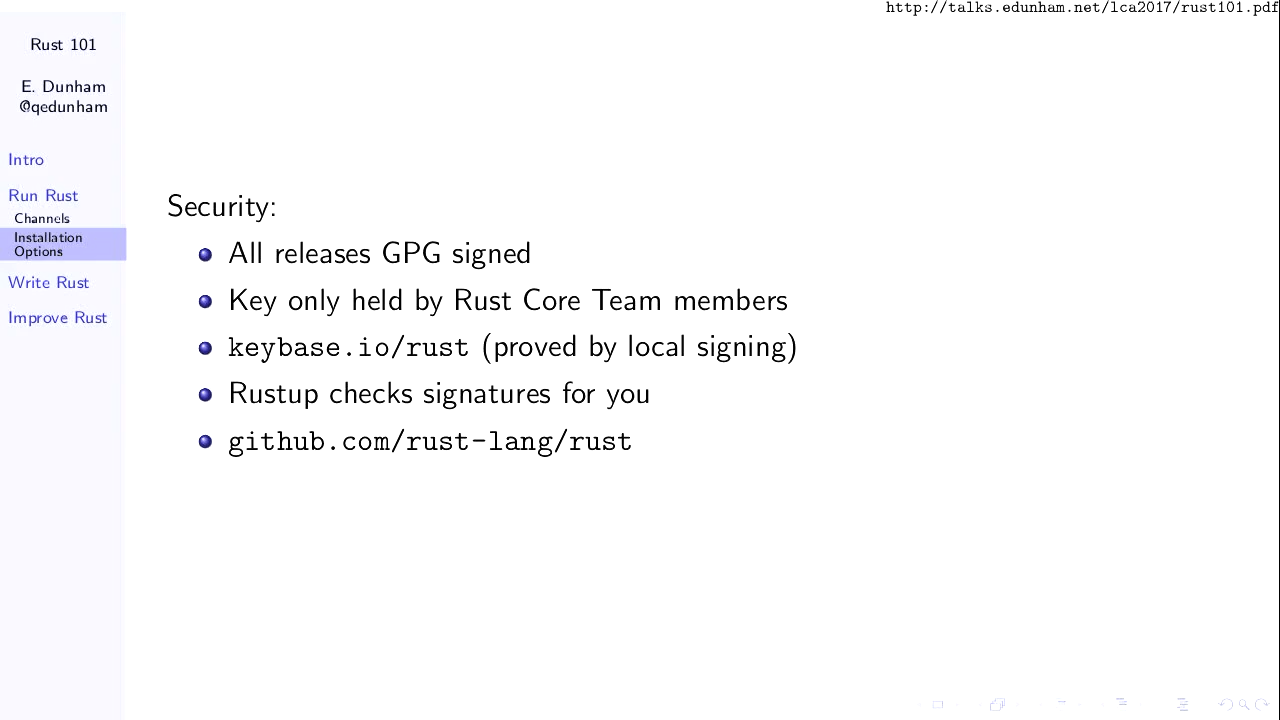 http://talks.edunham.net/lca2017/rust101.pdf
Rust 101
E. Dunham
@qedunham
Intro
Run Rust
Channels
Installation
Options
Write Rust
Improve Rust
Security:
All releases GPG signed
Key only held by Rust Core Team members
keybase.io/rust (proved by local signing)
Rustup checks signatures for you
github.com/rust-lang/rust